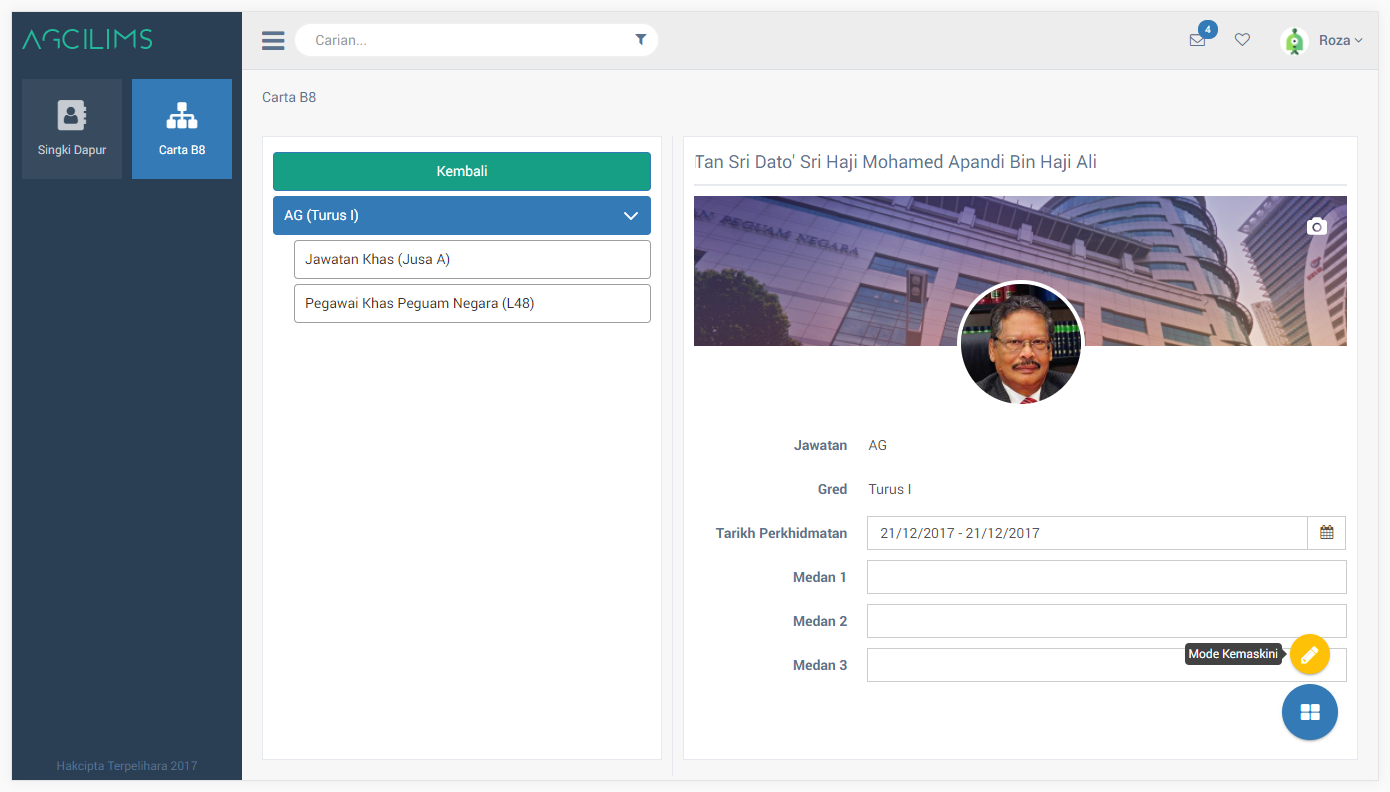 AGCILIMS
Carian...
4
Roza
Singki Dapur
Carta B8
Carta B8
Kembali
AG (Turus I)
Jawatan Khas (Jusa A)
Pegawai Khas Peguam Negara (L48)
Tan Sri Dato' Sri Haji Mohamed Apandi Bin Haji Ali
AN PEGUAM NEGARA
Jawatan AG
Gred Turus I
Tarikh Perkhidmatan 21/12/2017 - 21/12/2017
Medan 1
Medan 2
Medan 3
Mode Kemaskini
Hakcipta Terpelihara 2017